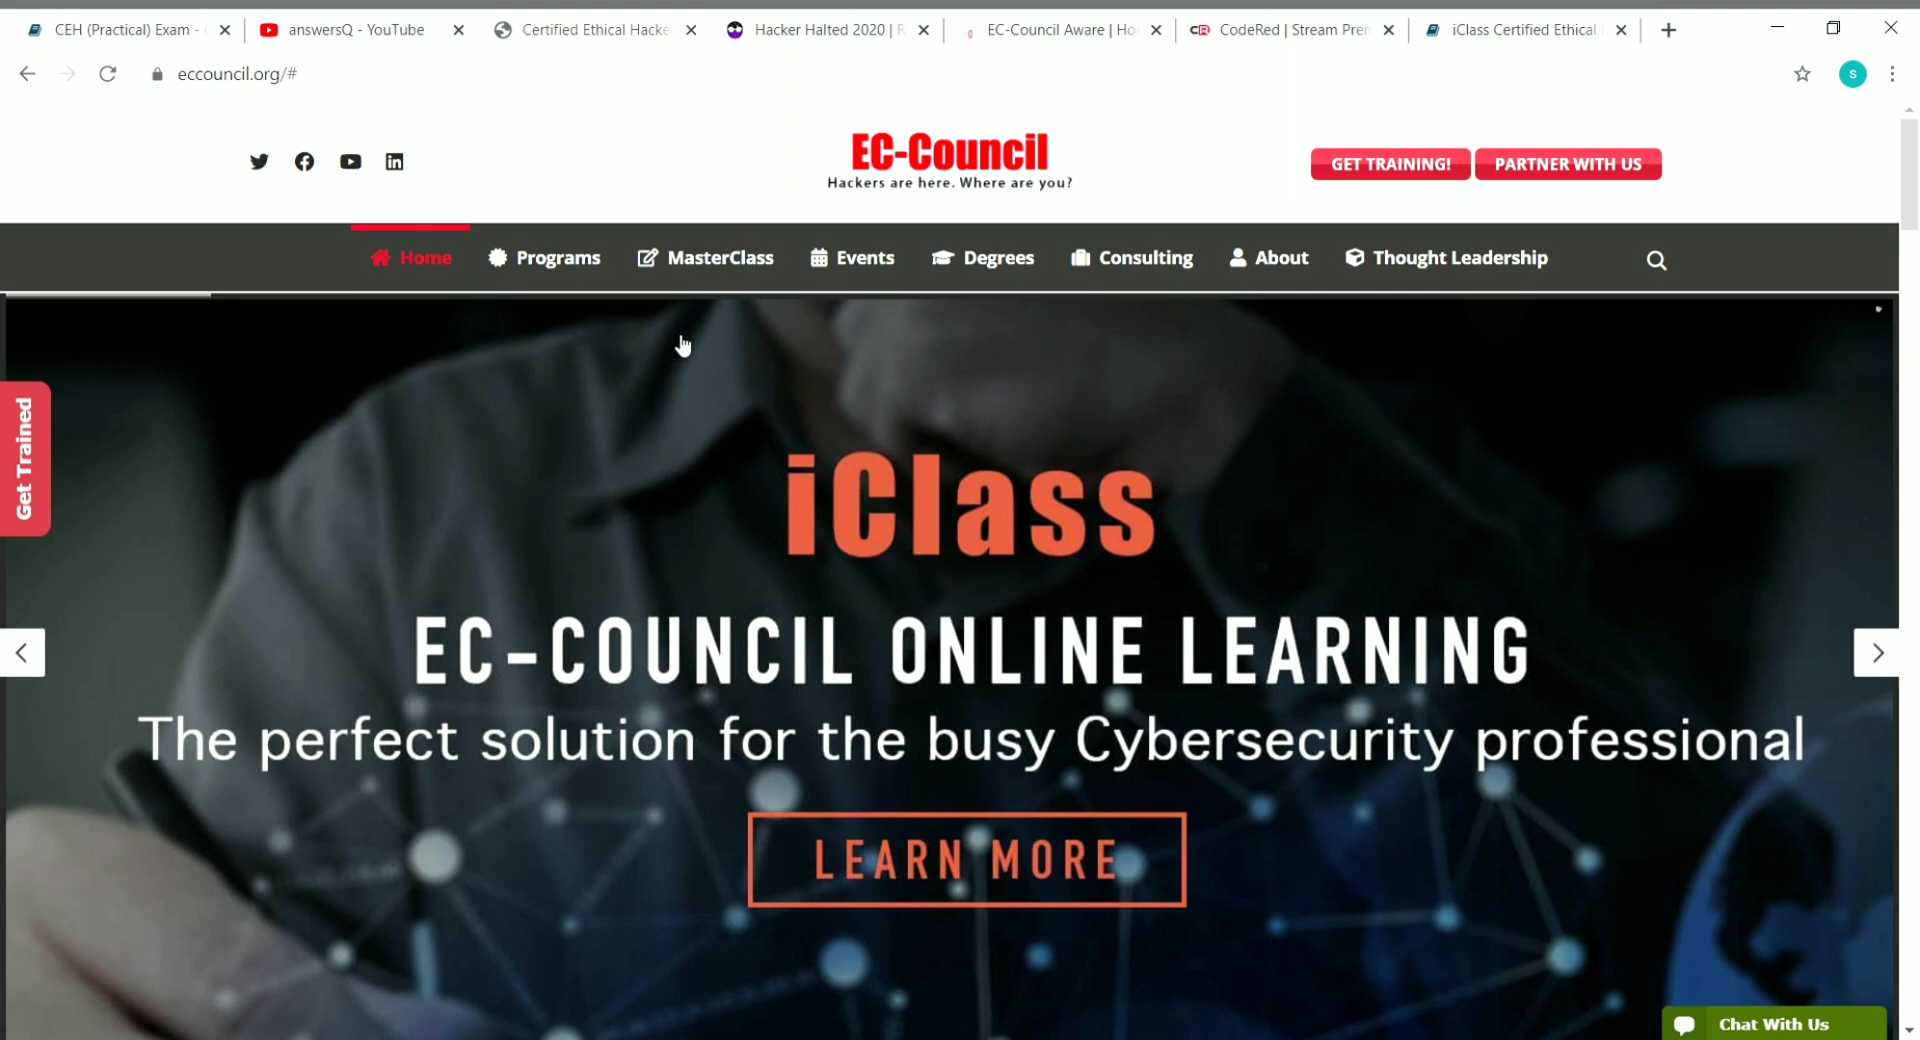 CEH (Practical) Exam -
answersQ - YouTube
Certified Ethical Hacke
Hacker Halted 2020 | R
EC-Council Aware | Ho
CR
CodeRed | Stream Pren
iClass Certified Ethical
eccouncil.org/#
S
EC-Council
Hackers are here. Where are you?
GET TRAINING!
PARTNER WITH US
Home
Programs
MasterClass
Events
Degrees
Consulting
About
Thought Leadership
Get Trained
iClass
EC-COUNCIL ONLINE LEARNING
The perfect solution for the busy Cybersecurity professional
LEARN MORE
Chat With Us